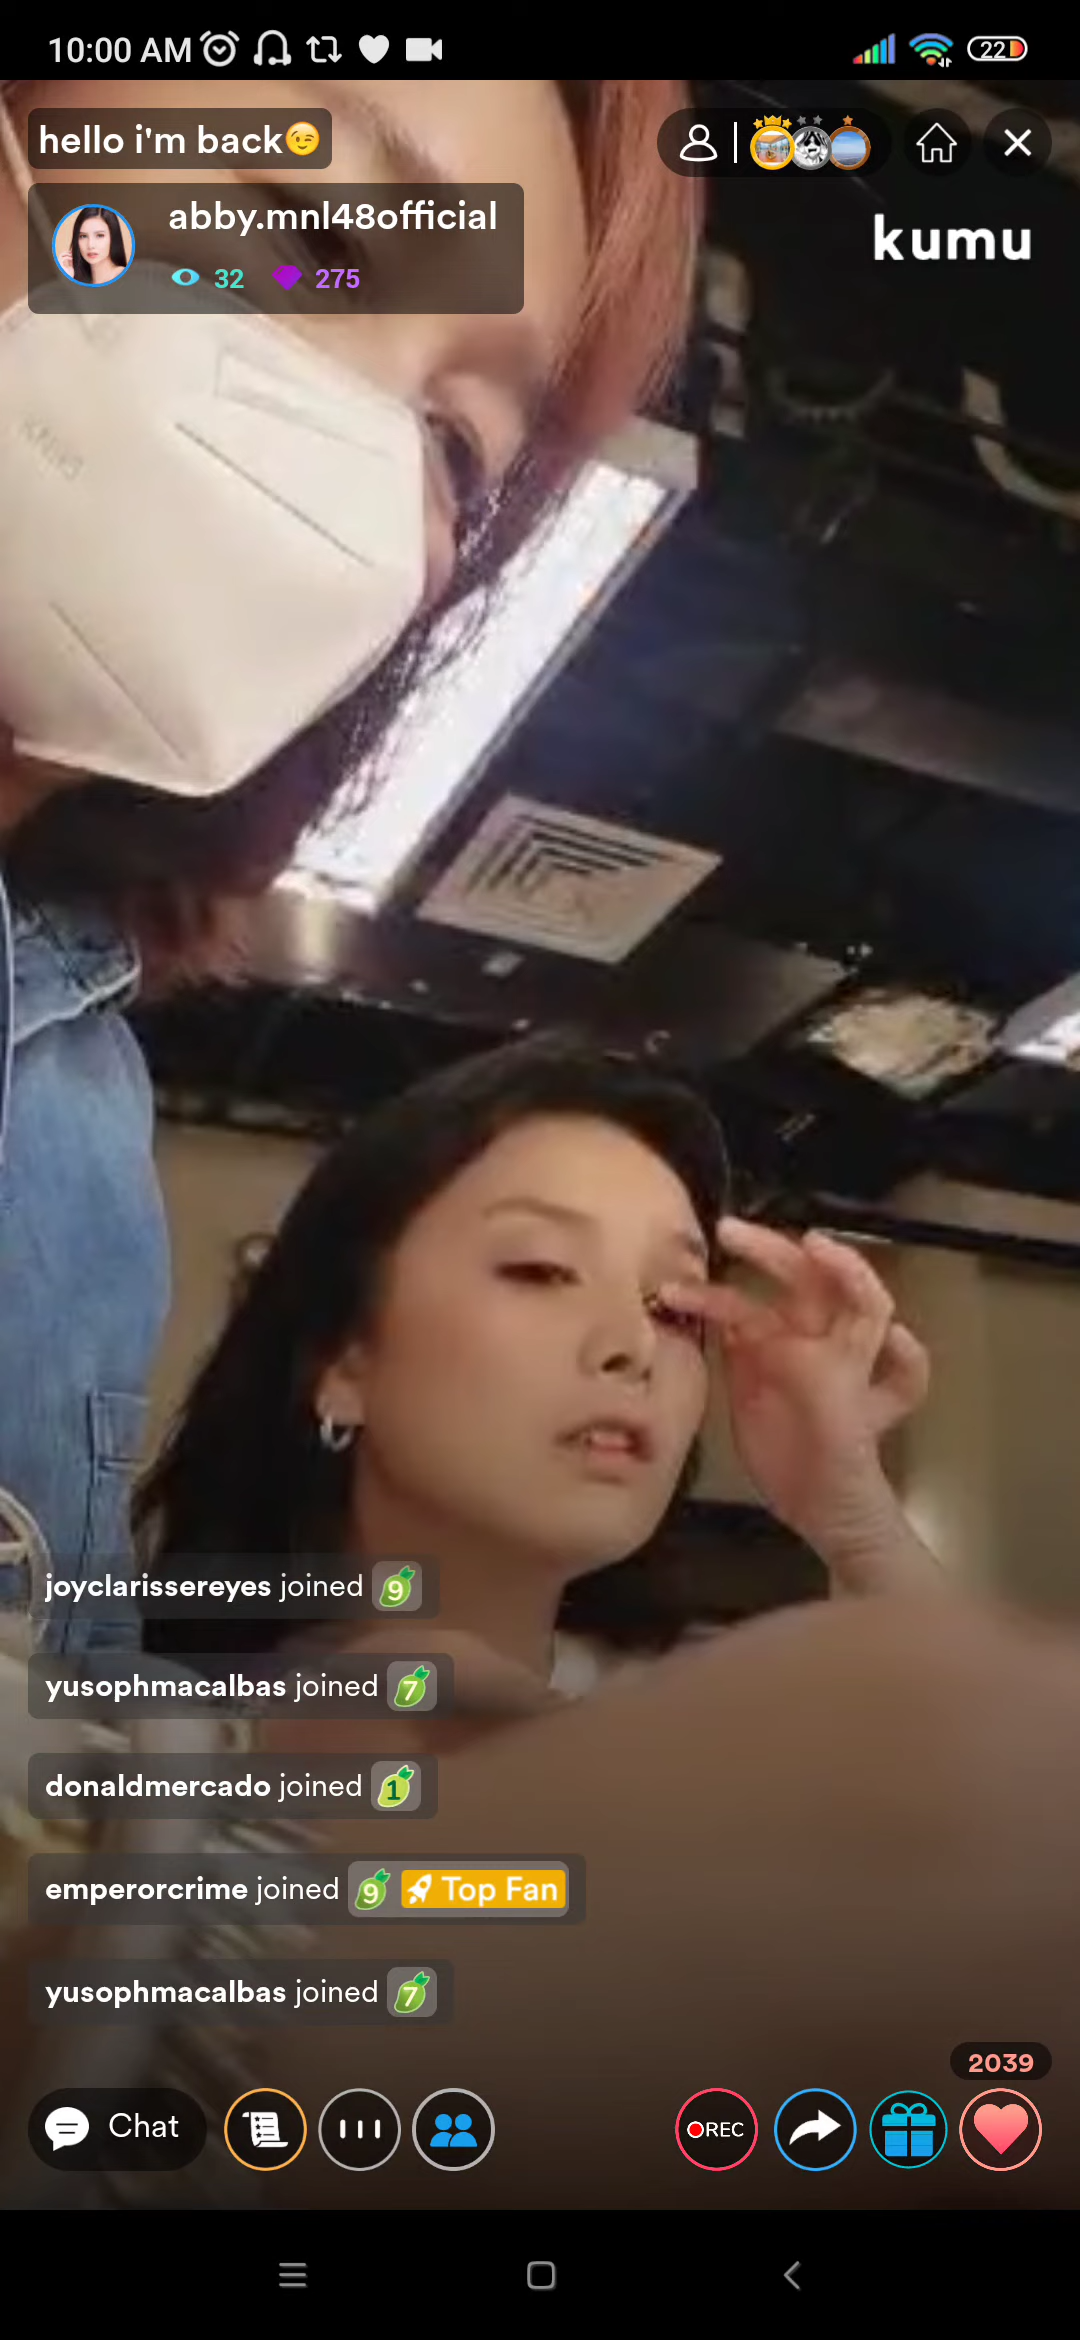 10:00 AM
22
hello i'm back😉
abby.mnl48official
32 275
kumu
joyclarissereyes joined 9
yusophmacalbas joined 7
donaldmercado joined 1
emperorcrime joined 9 Top Fan
yusophmacalbas joined 7
2039
Chat
REC